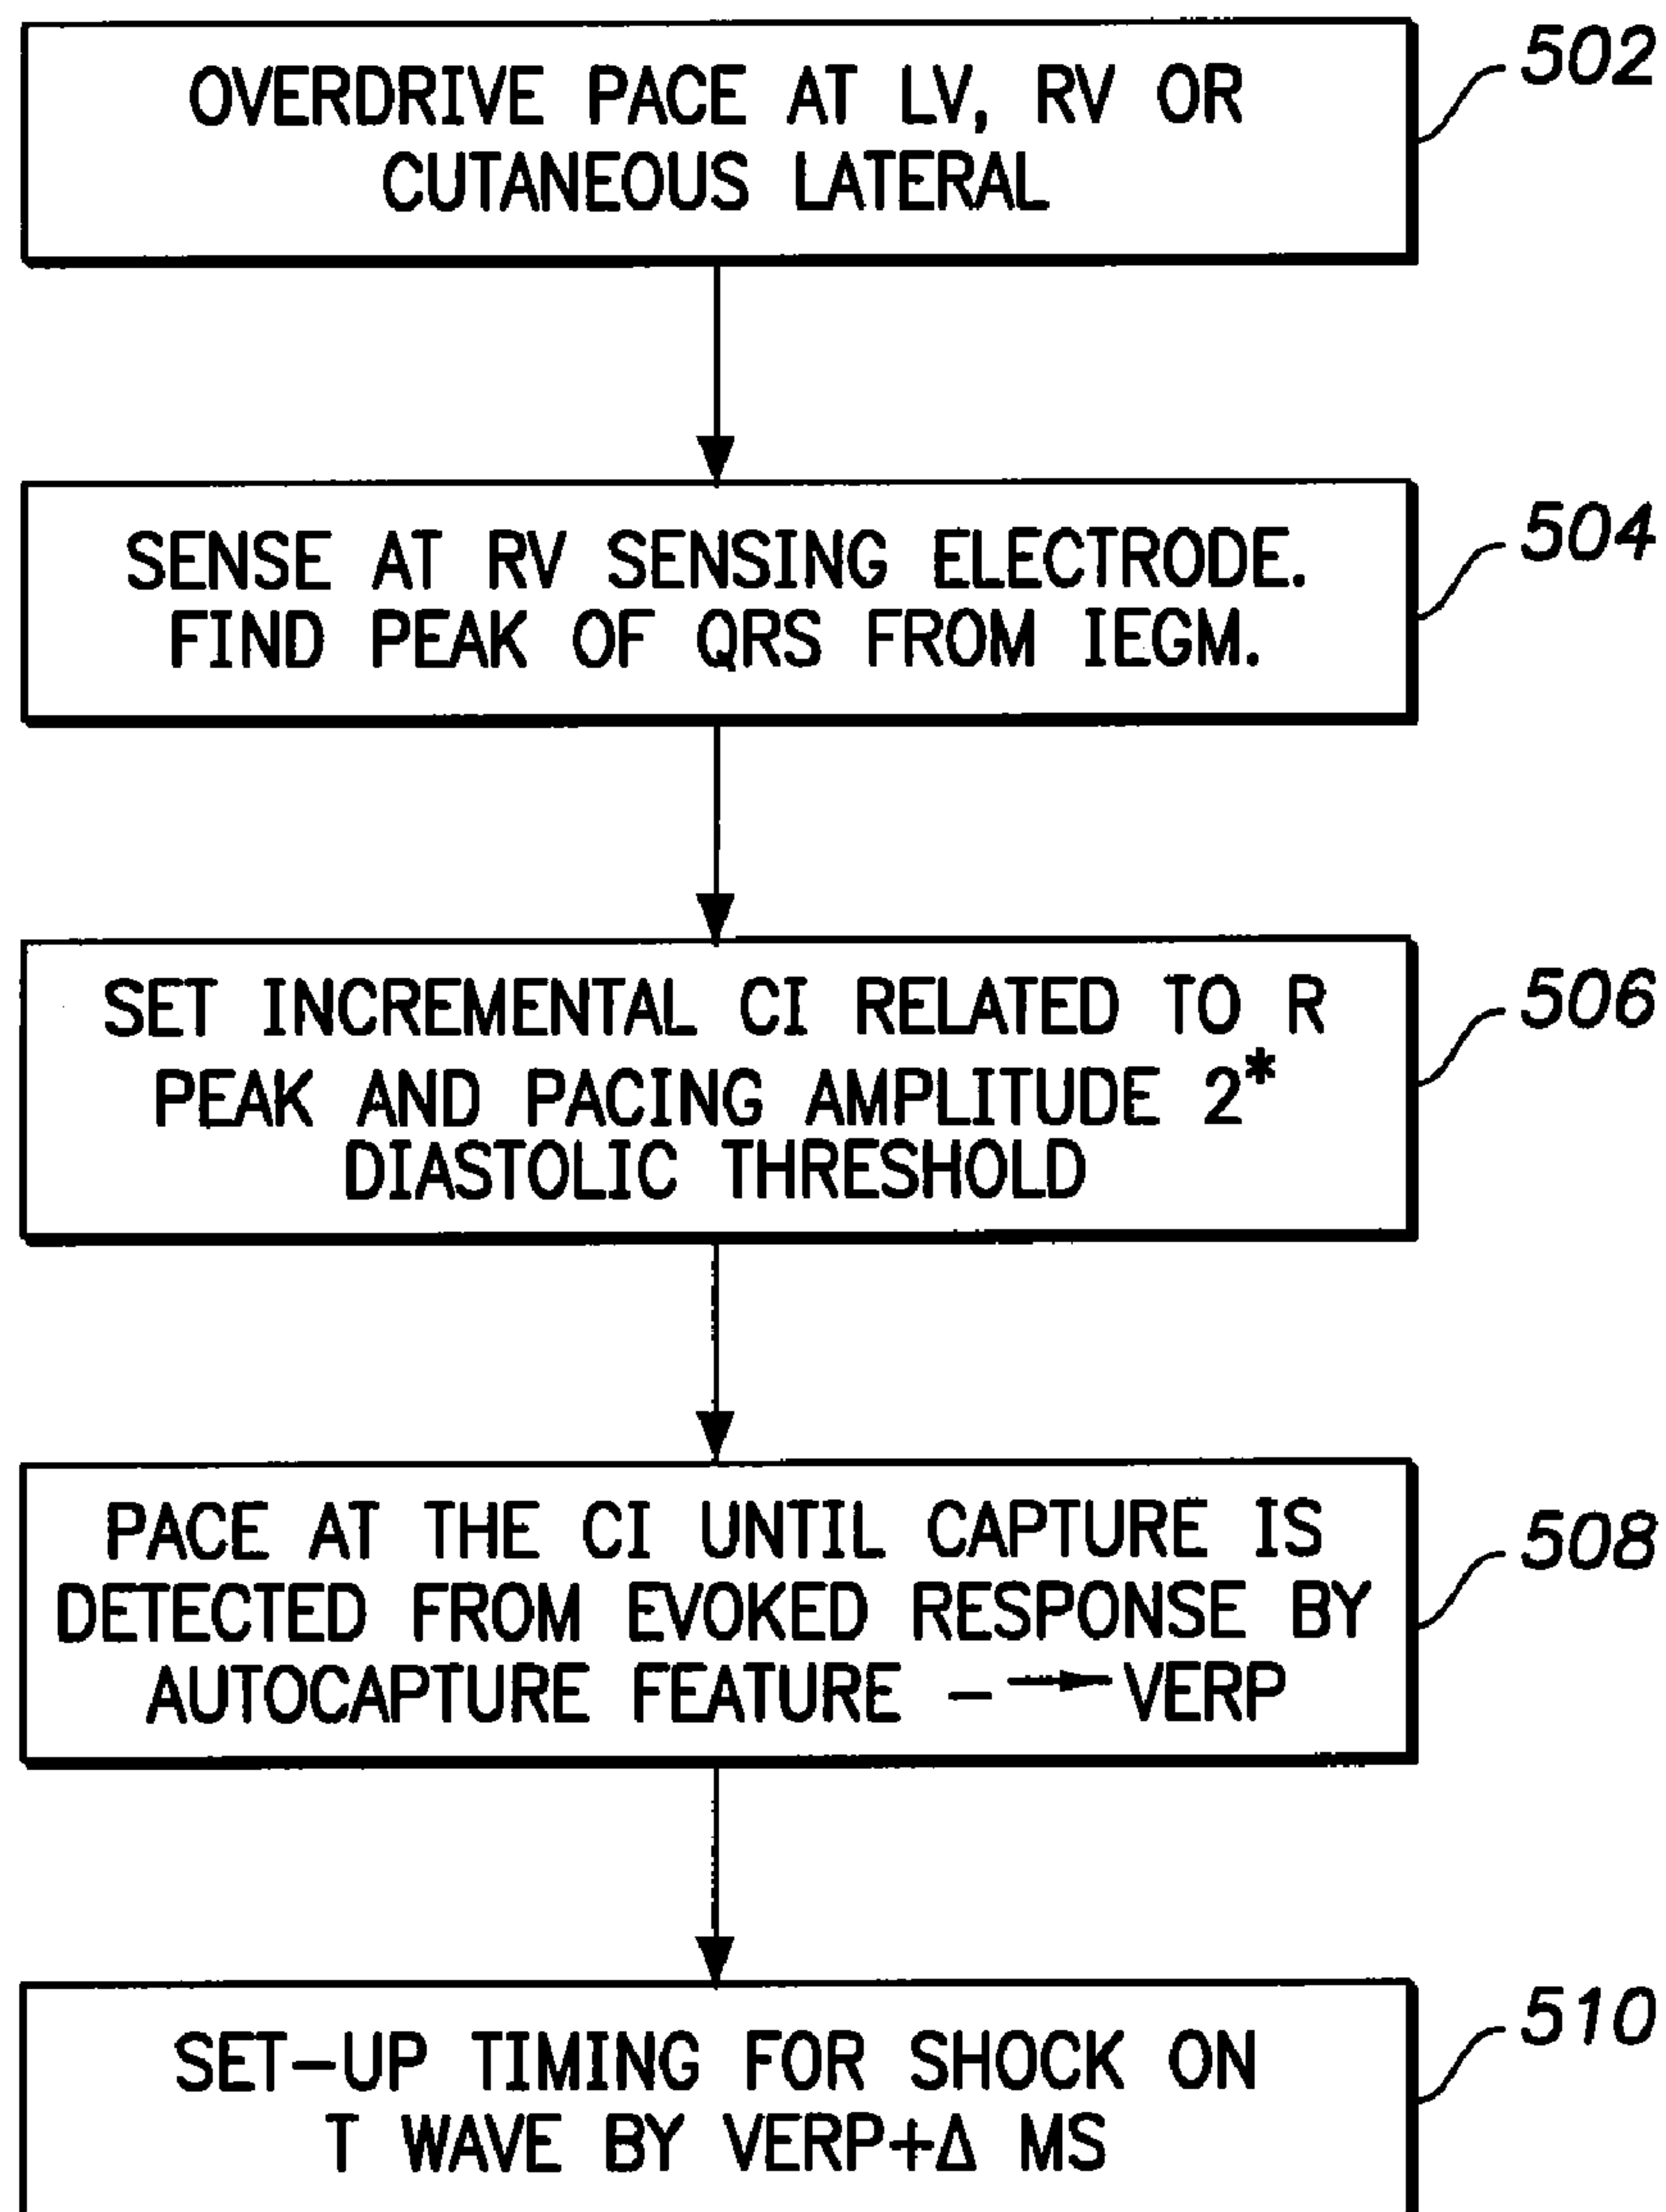 OVERDRIVE PACE AT LV, RV OR
CUTANEOUS LATERAL
502
SENSE AT RV SENSING ELECTRODE.
FIND PEAK OF QRS FROM IEGM.
504
SET INCREMENTAL CI RELATED TO R
PEAK AND PACING AMPLITUDE 2*
DIASTOLIC THRESHOLD
506
PACE AT THE CI UNTIL CAPTURE IS
DETECTED FROM EVOKED RESPONSE BY
AUTOCAPTURE FEATURE – → VERP
508
SET-UP TIMING FOR SHOCK ON
T WAVE BY VERP+Δ MS
510